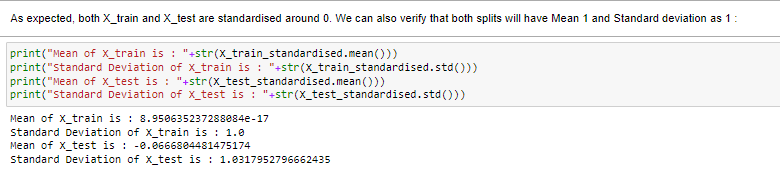 As expected, both X_train and X_test are standardised around 0. We can also verify that both splits will have Mean 1 and Standard deviation as 1 :
print("Mean of X_train is : "+str(X_train_standardised.mean()))
print("Standard Deviation of X_train is : "+str(X_train_standardised.std()))
print("Mean of X_test is : "+str(X_test_standardised.mean()))
print("Standard Deviation of X_test is : "+str(X_test_standardised.std()))
Mean of X_train is : 8.950635237288084e-17
Standard Deviation of X_train is : 1.0
Mean of X_test is : -0.0666804481475174
Standard Deviation of X_test is : 1.0317952796662435